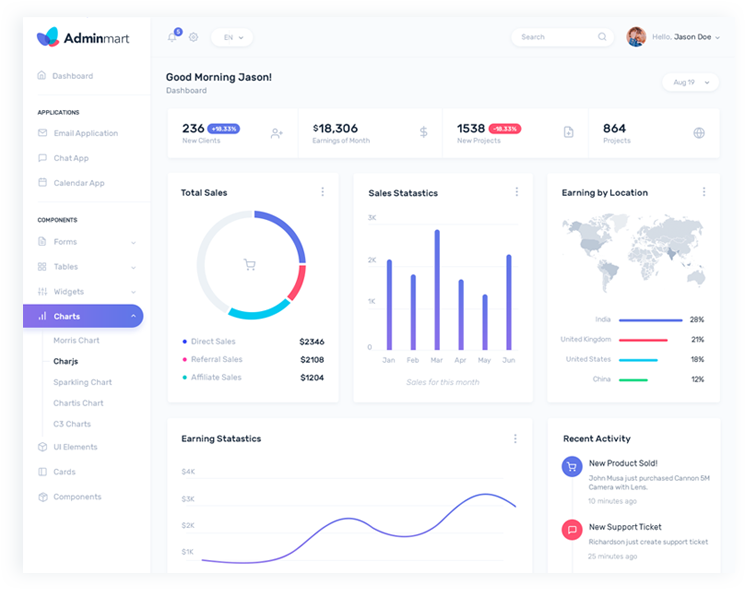 Adminmart
5
EN
Search
Hello, Jason Doe
Dashboard
APPLICATIONS
Email Application
Chat App
Calendar App
COMPONENTS
Forms
Tables
Widgets
Charts
Morris Chart
Charjs
Sparkling Chart
Chartis Chart
C3 Charts
UI Elements
Cards
Components
Good Morning Jason!
Dashboard
Aug 19
236 +18.33%
New Clients
$18,306
Earnings of Month
1538 -18.33%
New Projects
864
Projects
Total Sales
Direct Sales $2346
Referral Sales $2108
Affiliate Sales $1204
Sales Statastics
3K
2K
1K
0
Jan Feb Mar Apr May Jun
Sales for this month
Earning by Location
India 28%
United Kingdom 21%
United States 18%
China 12%
Earning Statastics
$4K
$3K
$2K
$1K
Recent Activity
New Product Sold!
John Musa just purchased Cannon 5M
Camera with Lens.
10 minutes ago
New Support Ticket
Richardson just create support ticket
25 minutes ago